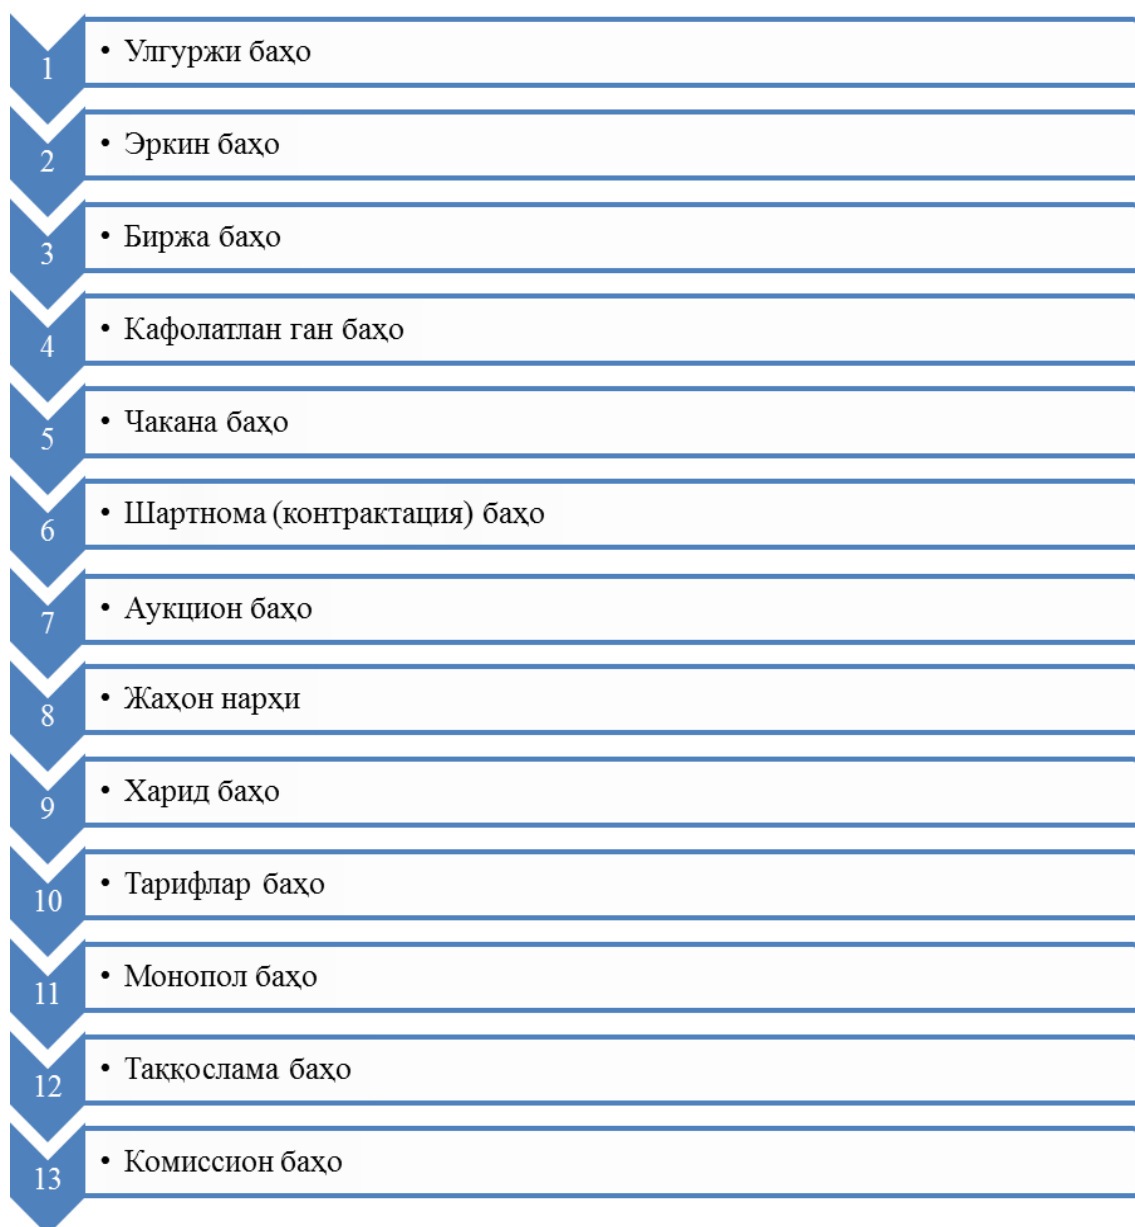 1
• Улгуржи баҳо
2
• Эркин баҳо
3
• Биржа баҳо
4
• Кафолатлан ган баҳо
5
• Чакана баҳо
6
• Шартнома (контрактация) баҳо
7
• Аукцион баҳо
8
• Жаҳон нарҳи
9
• Харид баҳо
10
• Тарифлар баҳо
11
• Монопол баҳо
12
• Таққослама баҳо
13
• Комиссион баҳо